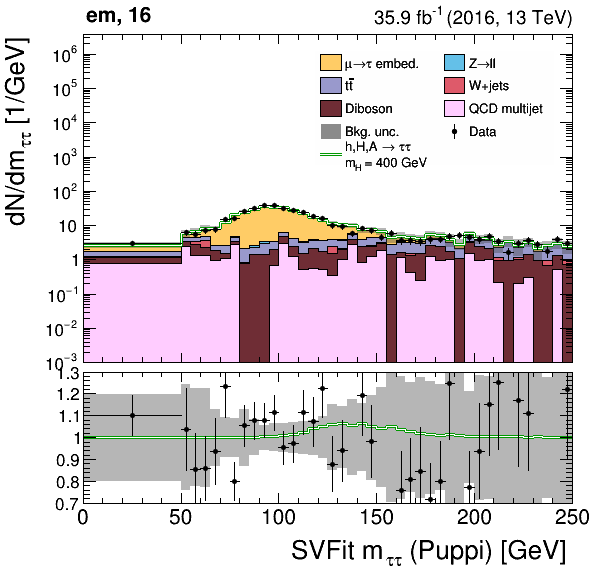 em, 16
35.9 fb⁻¹ (2016, 13 TeV)
dN/dm_ττ [1/GeV]
10⁶
10⁵
10⁴
10³
10²
10
1
10⁻¹
10⁻²
10⁻³
μ→τ embed.
Z→ll
tt̄
W+jets
Diboson
QCD multijet
Bkg. unc.
Data
h,H,A → ττ
m_H = 400 GeV
1.3
1.2
1.1
1
0.9
0.8
0.7
0 50 100 150 200 250
SVFit m_ττ (Puppi) [GeV]